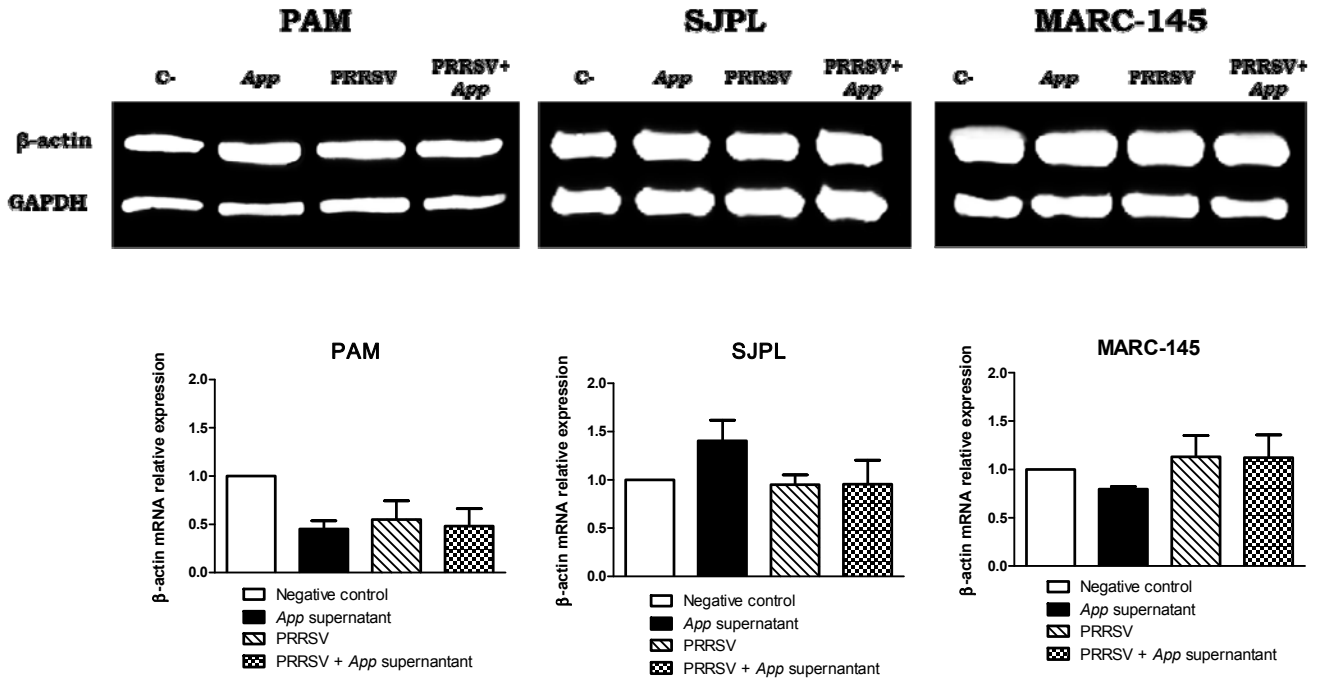 PAM SJPL MARC-145
C- App PRRSV PRRSV+ App C- App PRRSV PRRSV+ App C- App PRRSV PRRSV+ App
β-actin
GAPDH
PAM
β-actin mRNA relative expression
2.0
1.5
1.0
0.5
0.0
Negative control
App supernatant
PRRSV
PRRSV + App supernantant
SJPL
β-actin mRNA relative expression
2.0
1.5
1.0
0.5
0.0
Negative control
App supernatant
PRRSV
PRRSV + App supernantant
MARC-145
β-actin mRNA relative expression
2.0
1.5
1.0
0.5
0.0
Negative control
App supernatant
PRRSV
PRRSV + App supernantant